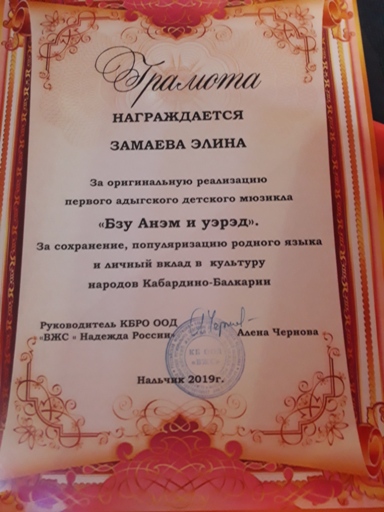 Грамота
НАГРАЖДАЕТСЯ
ЗАМАЕВА ЭЛИНА
За оригинальную реализацию
первого адыгского детского мюзикла
«Бзу Анэм и уэрэд».
За сохранение, популяризацию родного языка
и личный вклад в культуру
народов Кабардино-Балкарии
Руководитель КБРО ООД
«ВЖС » Надежда России Алена Чернова
Нальчик 2019г.